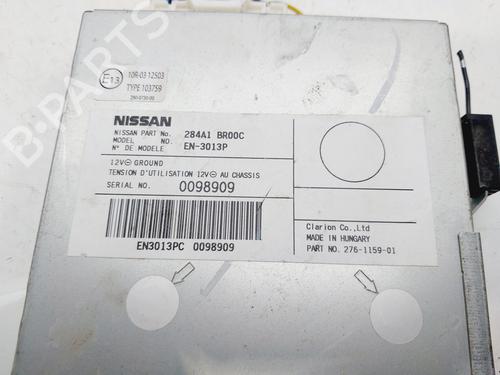 E13
10R-03 12503
TYPE 103759
NISSAN
NISSAN PART No. 284A1 BR00C
MODEL NO. EN-3013P
N° DE MODELE
12V⊖ GROUND
TENSION D'UTILISATION 12V⊖ AU CHASSIS
SERIAL NO. 0098909
EN3013PC 0098909
Clarion Co.,Ltd
MADE IN HUNGARY
PART NO. 276-1159-01
B-PARTS